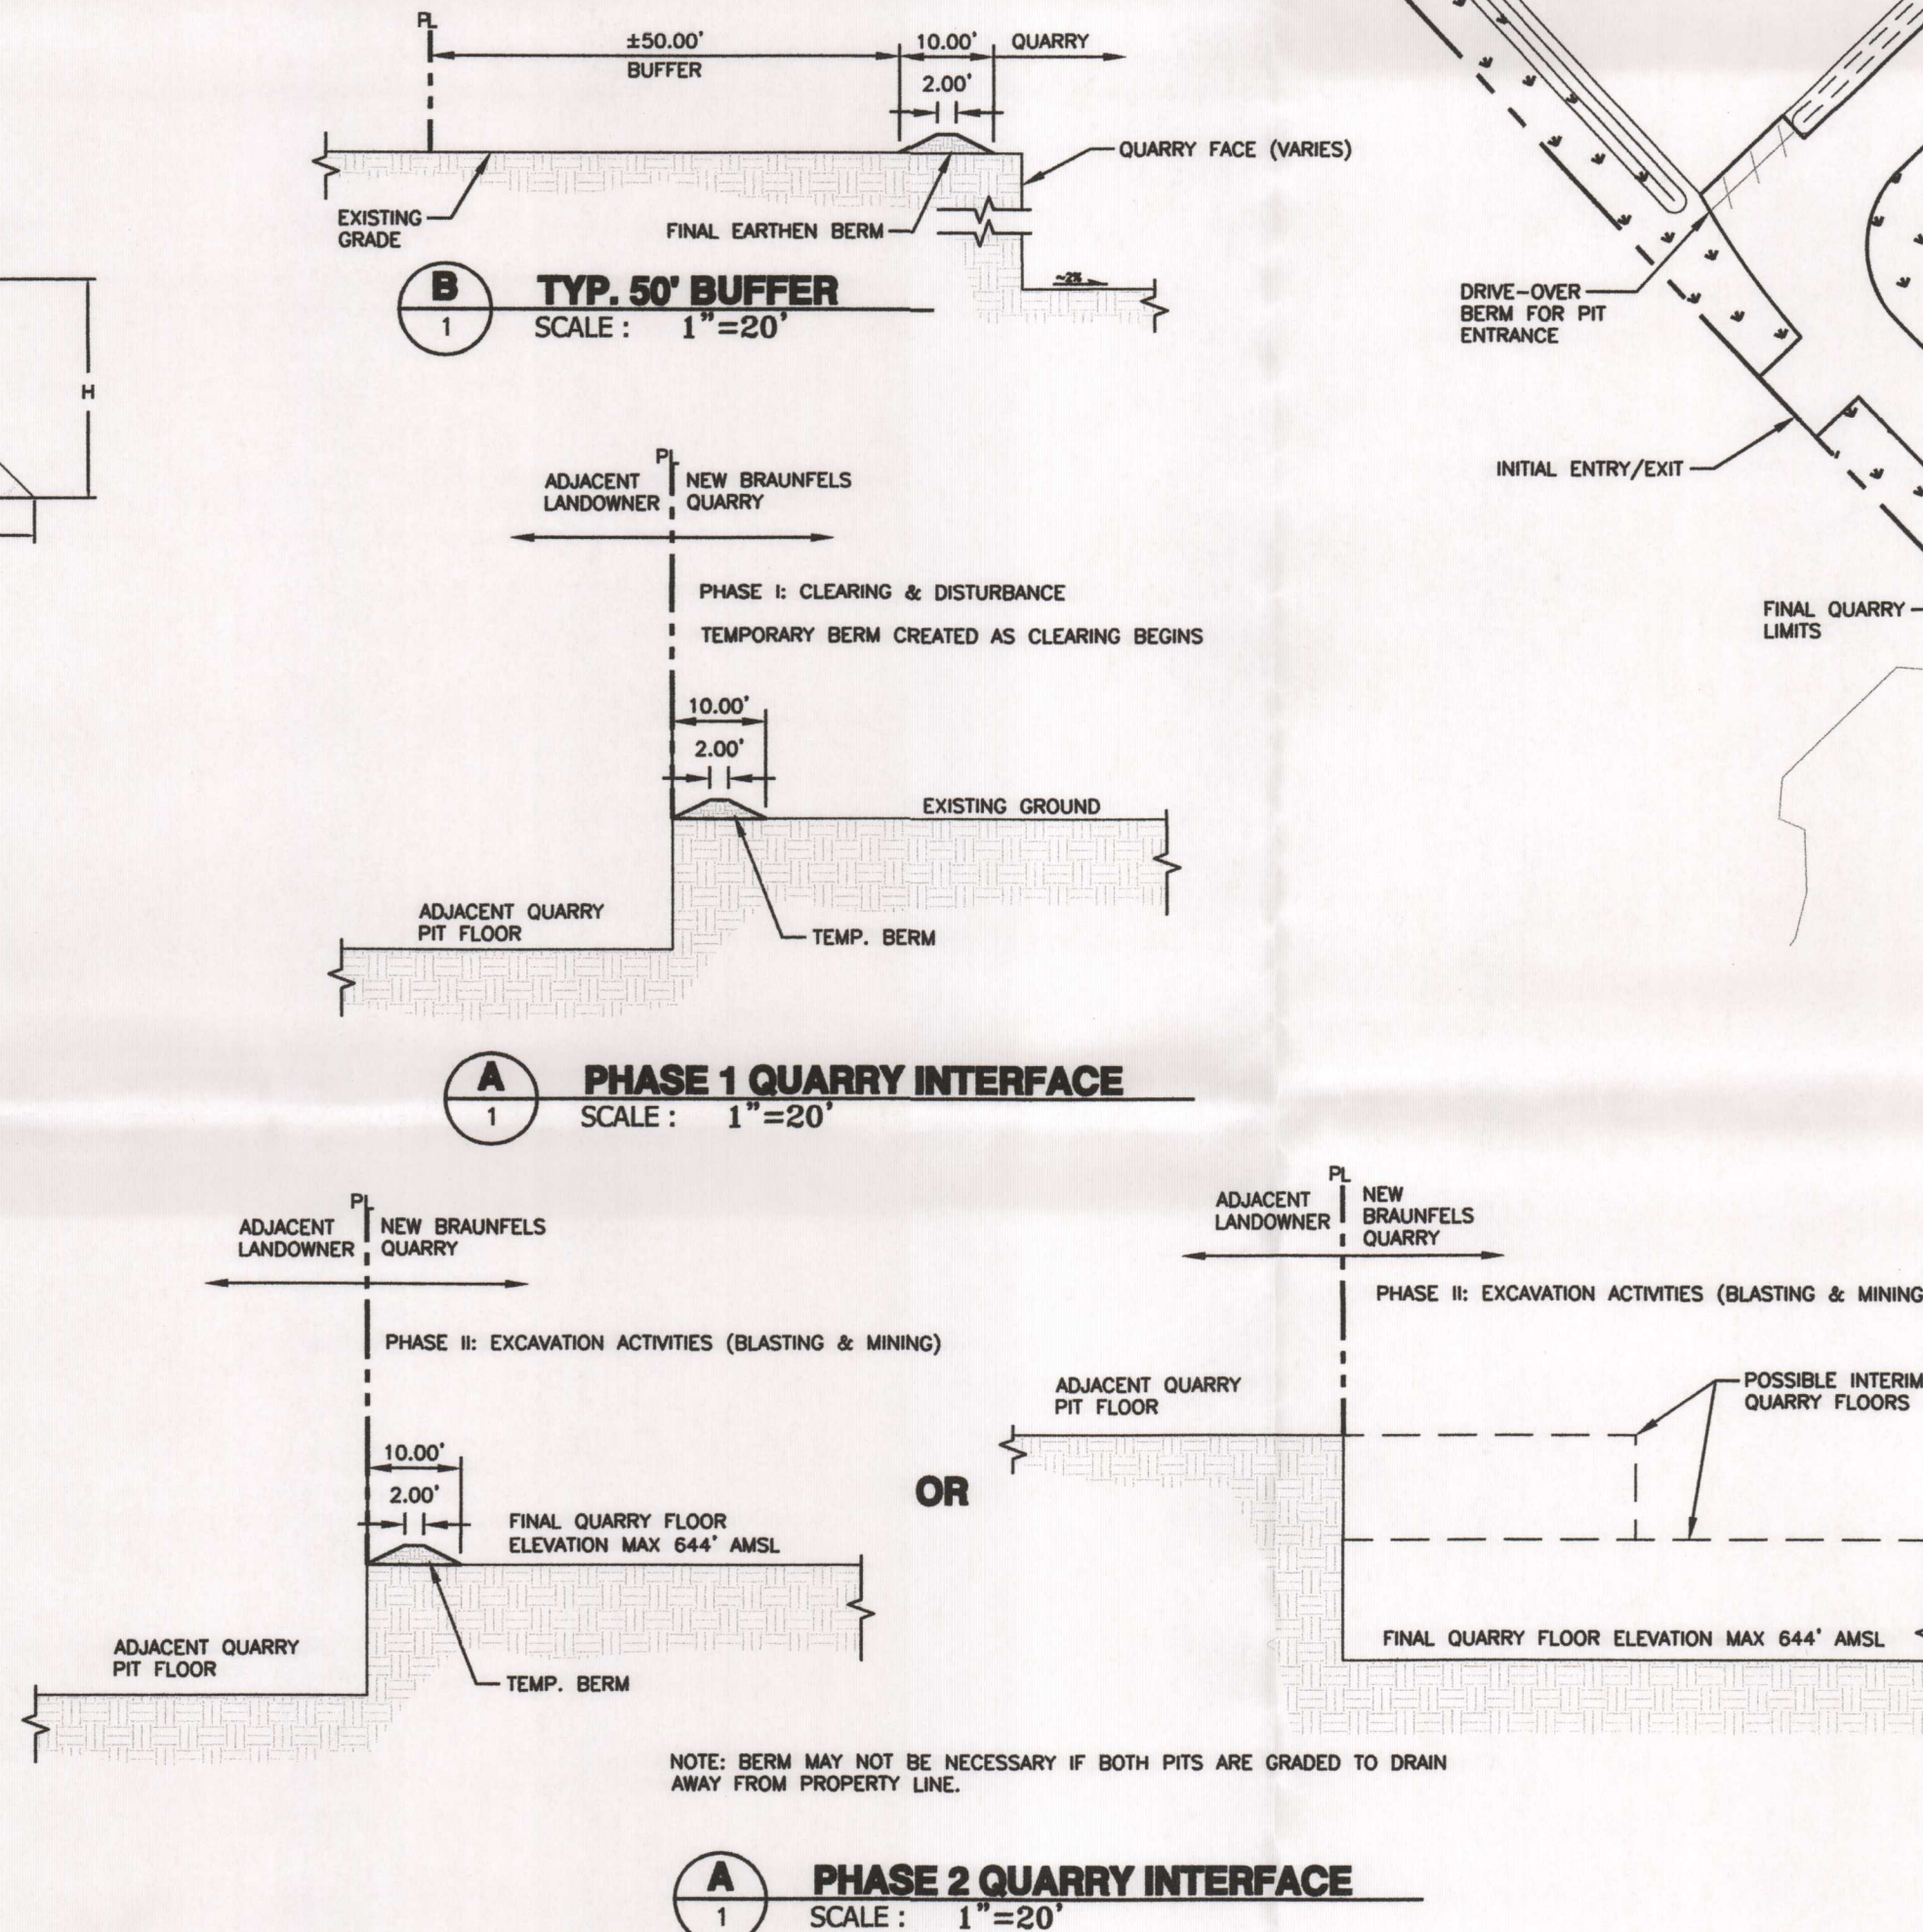 PL
±50.00'
BUFFER
10.00'
QUARRY
2.00'
QUARRY FACE (VARIES)
EXISTING
GRADE
FINAL EARTHEN BERM
~2%
B
1
TYP. 50' BUFFER
SCALE : 1"=20'
H
DRIVE-OVER
BERM FOR PIT
ENTRANCE
INITIAL ENTRY/EXIT
FINAL QUARRY
LIMITS
PL
ADJACENT
LANDOWNER
NEW BRAUNFELS
QUARRY
PHASE I: CLEARING & DISTURBANCE
TEMPORARY BERM CREATED AS CLEARING BEGINS
10.00'
2.00'
EXISTING GROUND
ADJACENT QUARRY
PIT FLOOR
TEMP. BERM
A
1
PHASE 1 QUARRY INTERFACE
SCALE : 1"=20'
PL
ADJACENT
LANDOWNER
NEW BRAUNFELS
QUARRY
PHASE II: EXCAVATION ACTIVITIES (BLASTING & MINING)
10.00'
2.00'
FINAL QUARRY FLOOR
ELEVATION MAX 644' AMSL
ADJACENT QUARRY
PIT FLOOR
TEMP. BERM
OR
PL
ADJACENT
LANDOWNER
NEW
BRAUNFELS
QUARRY
PHASE II: EXCAVATION ACTIVITIES (BLASTING & MINING
ADJACENT QUARRY
PIT FLOOR
POSSIBLE INTERIM
QUARRY FLOORS
FINAL QUARRY FLOOR ELEVATION MAX 644' AMSL
NOTE: BERM MAY NOT BE NECESSARY IF BOTH PITS ARE GRADED TO DRAIN
AWAY FROM PROPERTY LINE.
A
1
PHASE 2 QUARRY INTERFACE
SCALE : 1"=20'